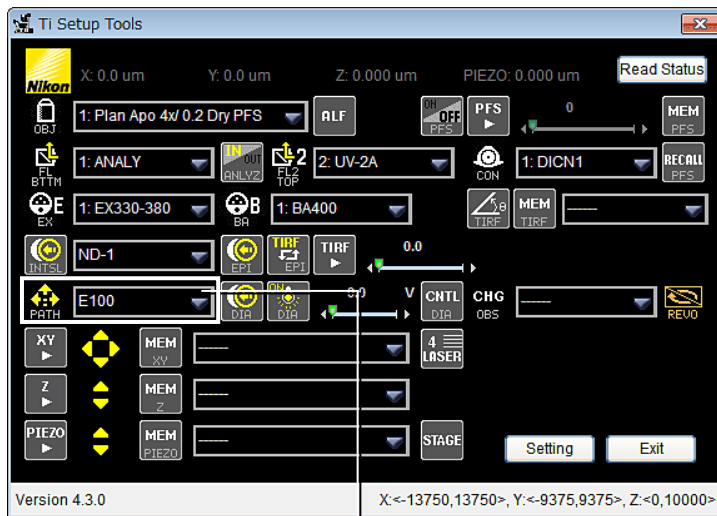 Ti Setup Tools
Nikon X: 0.0 um Y: 0.0 um Z: 0.000 um PIEZO: 0.000 um Read Status
OBJ 1: Plan Apo 4x/ 0.2 Dry PFS ALF ON OFF PFS PFS 0 MEM PFS
FL BTTM 1: ANALY IN OUT ANLYZ FL 2 FL2 TOP 2: UV-2A CON 1: DICN1 RECALL PFS
E EX 1: EX330-380 B BA 1: BA400 θ TIRF MEM TIRF -----
INTSL ND-1 EPI TIRF EPI TIRF 0.0
PATH E100 DIA ON DIA 0.0 V CNTL DIA CHG OBS ----- REVO
XY MEM XY ----- 4 LASER
Z MEM Z -----
PIEZO MEM PIEZO ----- STAGE Setting Exit
Version 4.3.0 X:<-13750,13750>, Y:<-9375,9375>, Z:<0,10000>